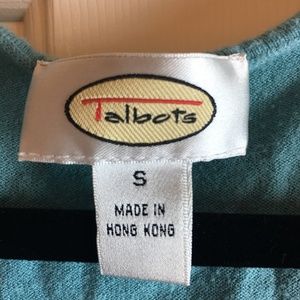 Talbots
S
MADE IN
HONG KONG